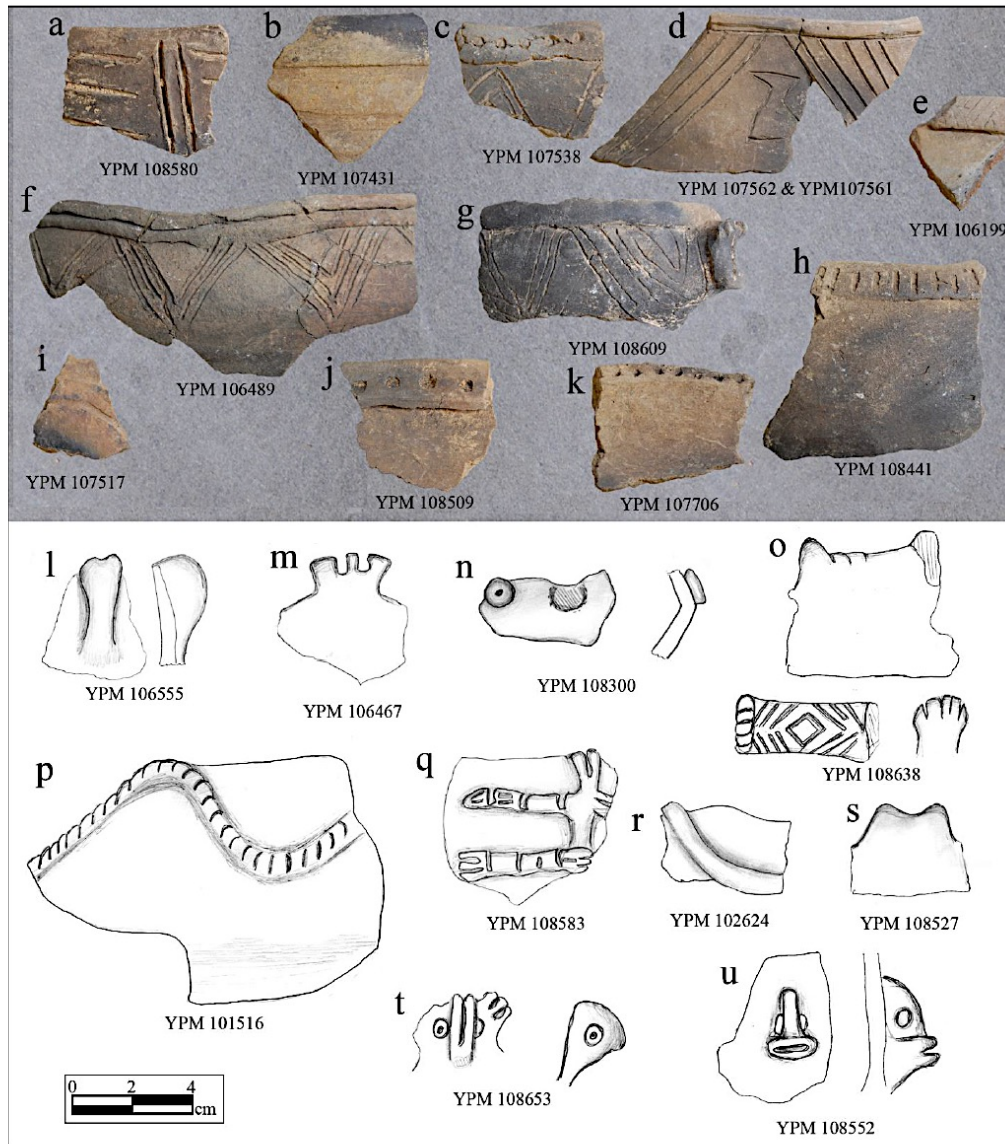 a
YPM 108580
b
YPM 107431
c
YPM 107538
d
YPM 107562 & YPM107561
e
YPM 106199
f
YPM 106489
g
YPM 108609
h
YPM 108441
i
YPM 107517
j
YPM 108509
k
YPM 107706
l
YPM 106555
m
YPM 106467
n
YPM 108300
o
YPM 108638
p
YPM 101516
q
YPM 108583
r
YPM 102624
s
YPM 108527
t
YPM 108653
u
YPM 108552
0 2 4
cm